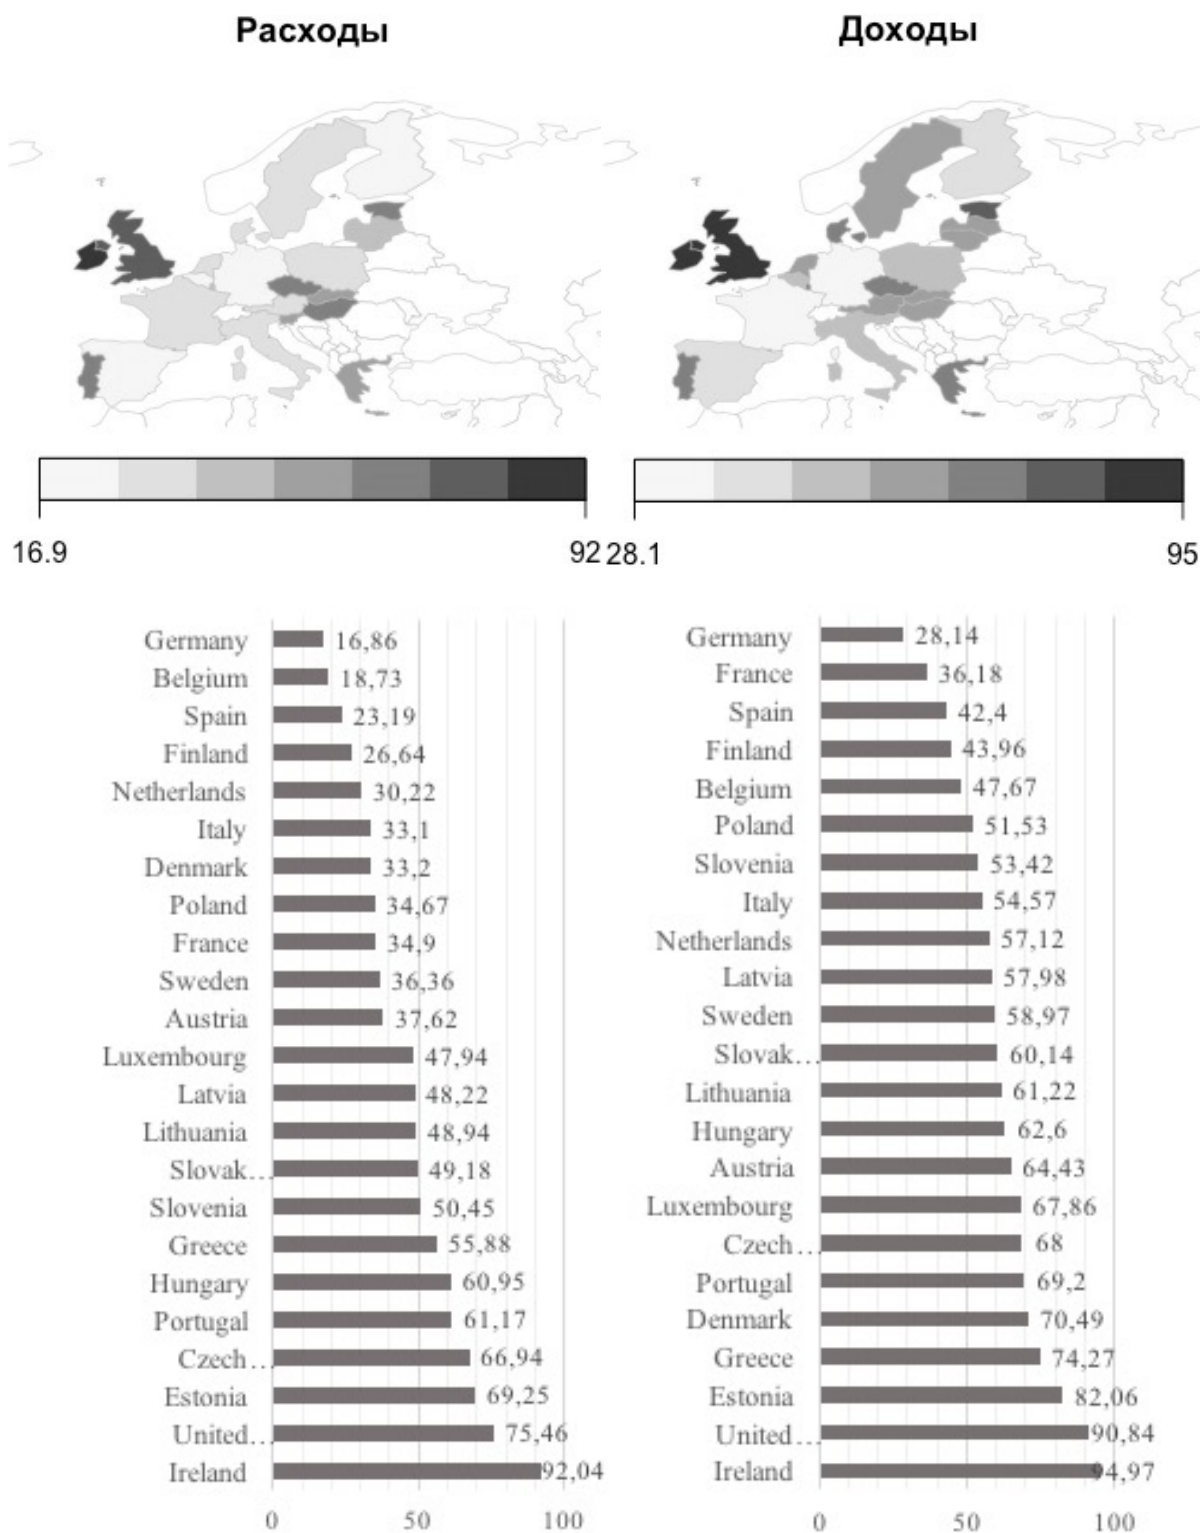 Расходы
Доходы
16.9
92
28.1
95
Germany 16,86
Belgium 18,73
Spain 23,19
Finland 26,64
Netherlands 30,22
Italy 33,1
Denmark 33,2
Poland 34,67
France 34,9
Sweden 36,36
Austria 37,62
Luxembourg 47,94
Latvia 48,22
Lithuania 48,94
Slovak... 49,18
Slovenia 50,45
Greece 55,88
Hungary 60,95
Portugal 61,17
Czech... 66,94
Estonia 69,25
United... 75,46
Ireland 92,04
0 50 100
Germany 28,14
France 36,18
Spain 42,4
Finland 43,96
Belgium 47,67
Poland 51,53
Slovenia 53,42
Italy 54,57
Netherlands 57,12
Latvia 57,98
Sweden 58,97
Slovak... 60,14
Lithuania 61,22
Hungary 62,6
Austria 64,43
Luxembourg 67,86
Czech... 68
Portugal 69,2
Denmark 70,49
Greece 74,27
Estonia 82,06
United... 90,84
Ireland 94,97
0 50 100